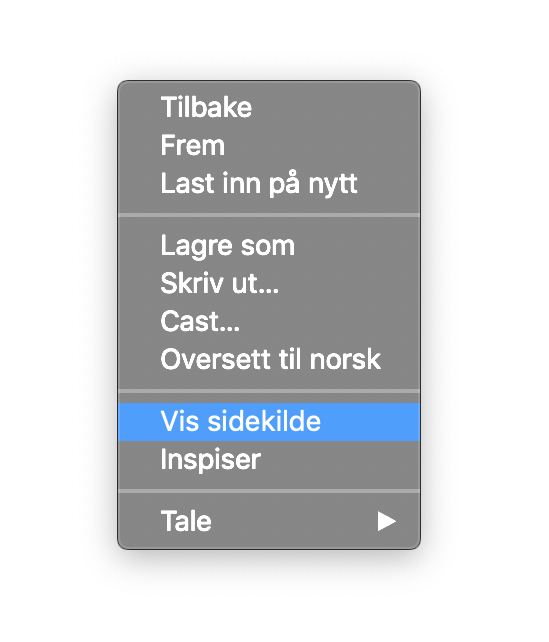 Tilbake
Frem
Last inn på nytt
Lagre som
Skriv ut...
Cast...
Oversett til norsk
Vis sidekilde
Inspiser
Tale